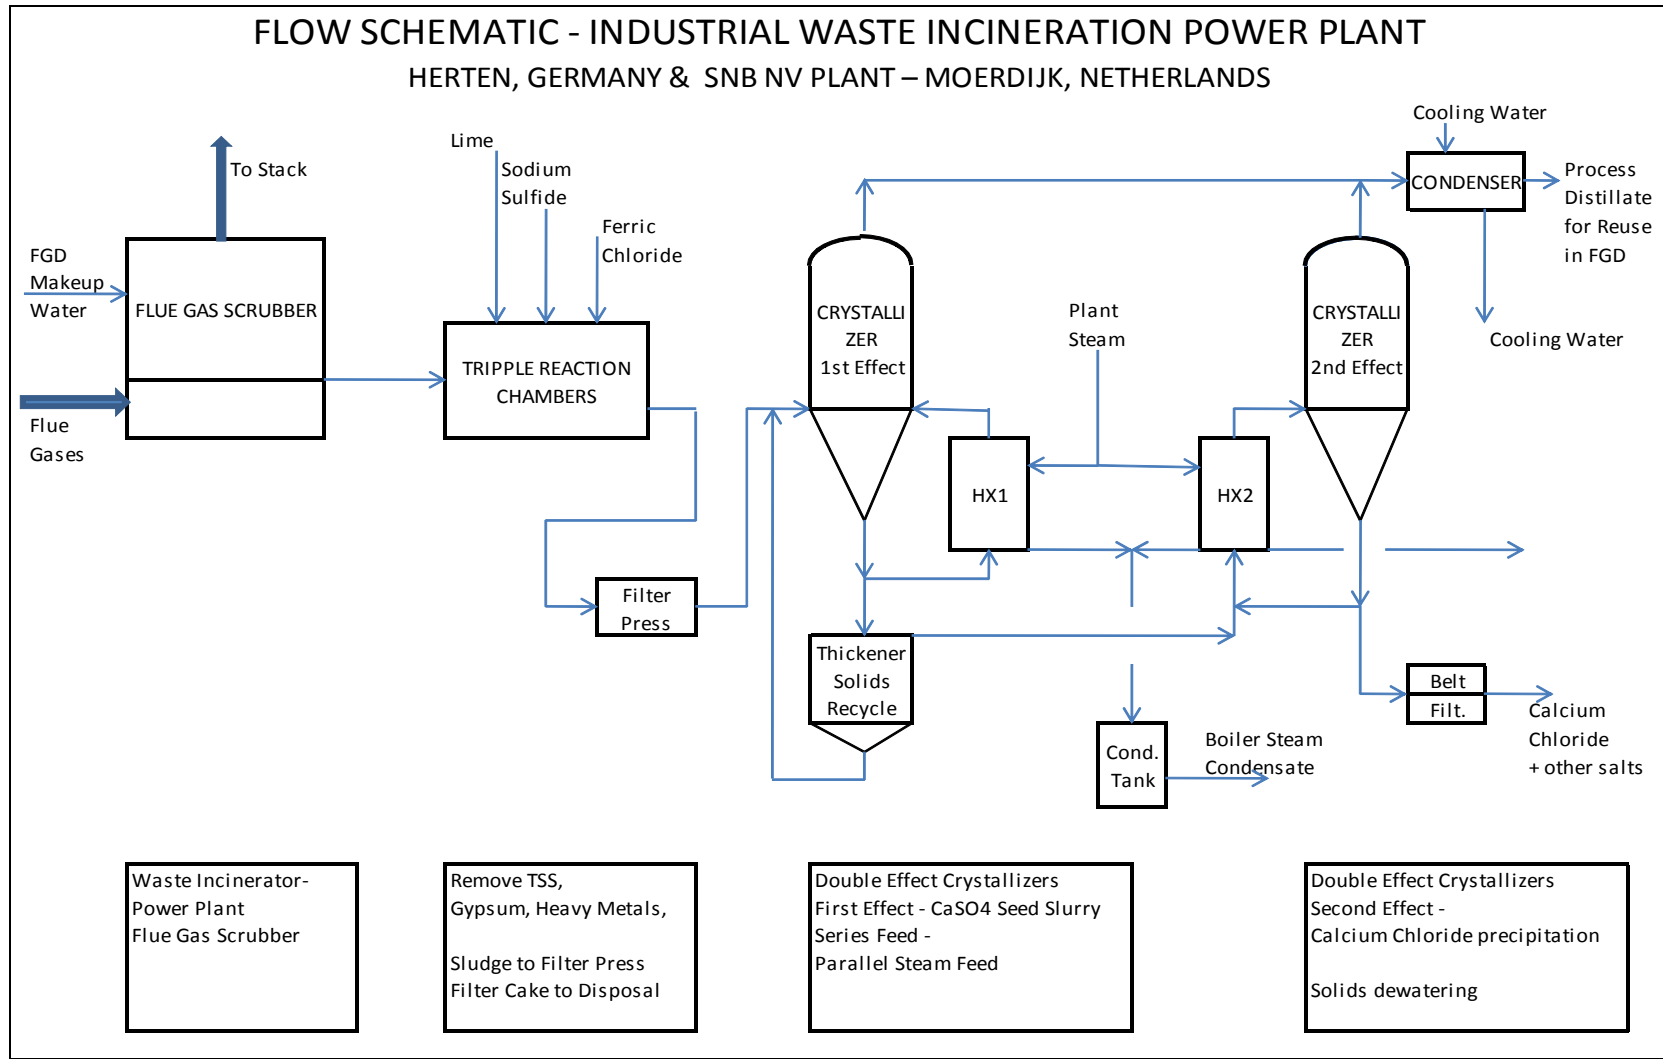 FLOW SCHEMATIC - INDUSTRIAL WASTE INCINERATION POWER PLANT
HERTEN, GERMANY & SNB NV PLANT – MOERDIJK, NETHERLANDS
To Stack
FGD
Makeup
Water
FLUE GAS SCRUBBER
Flue
Gases
Lime
Sodium
Sulfide
Ferric
Chloride
TRIPPLE REACTION
CHAMBERS
Filter
Press
CRYSTALLI
ZER
1st Effect
Thickener
Solids
Recycle
HX1
Plant
Steam
HX2
Cond.
Tank
Boiler Steam
Condensate
CRYSTALLI
ZER
2nd Effect
Cooling Water
CONDENSER
Process
Distillate
for Reuse
in FGD
Cooling Water
Belt
Filt.
Calcium
Chloride
+ other salts
Waste Incinerator-
Power Plant
Flue Gas Scrubber
Remove TSS,
Gypsum, Heavy Metals,
Sludge to Filter Press
Filter Cake to Disposal
Double Effect Crystallizers
First Effect - CaSO4 Seed Slurry
Series Feed -
Parallel Steam Feed
Double Effect Crystallizers
Second Effect -
Calcium Chloride precipitation
Solids dewatering